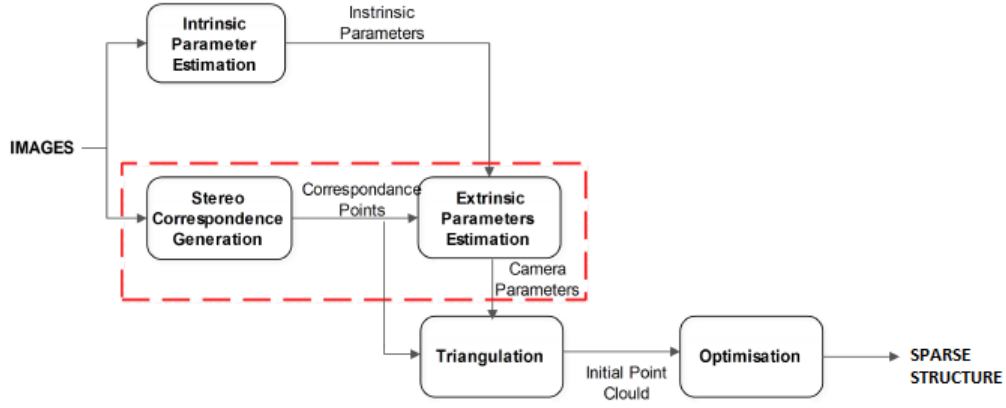 Intrinsic
Parameter
Estimation
Instrinsic
Parameters
IMAGES
Stereo
Correspondence
Generation
Correspondance
Points
Extrinsic
Parameters
Estimation
Camera
Parameters
Triangulation
Initial Point
Clould
Optimisation
SPARSE
STRUCTURE